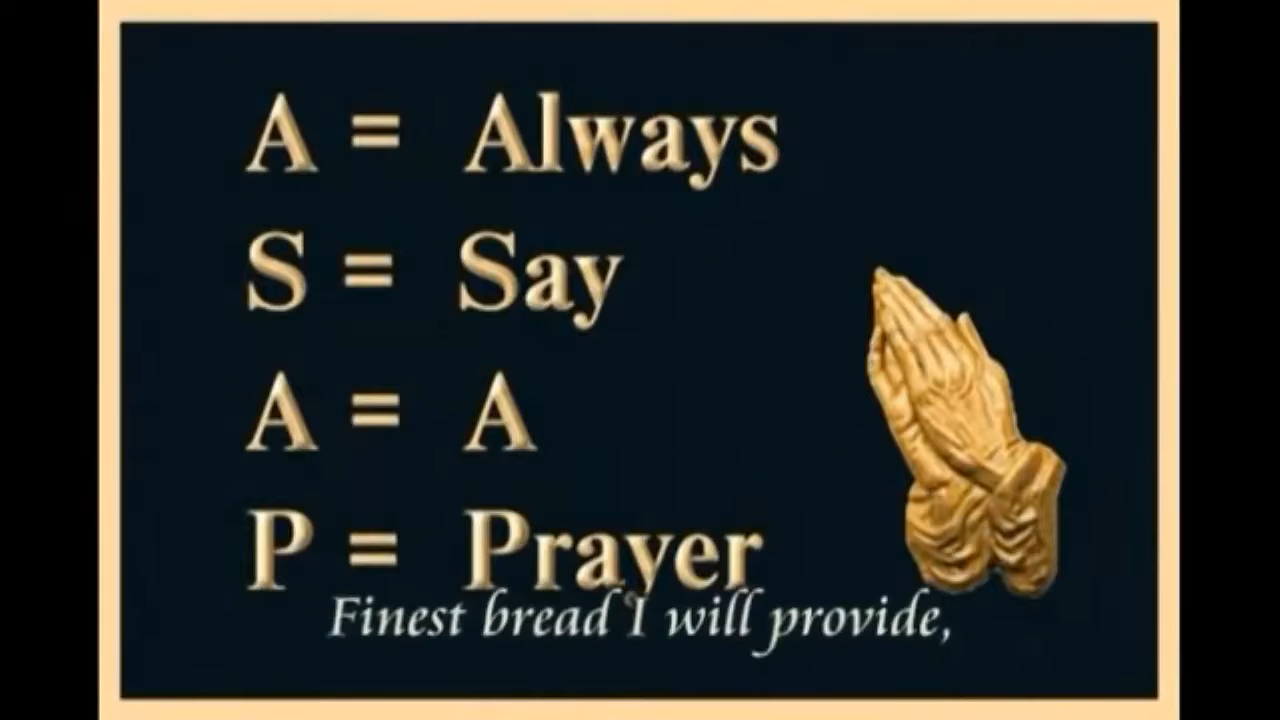 A = Always
S = Say
A = A
P = Prayer
Finest bread I will provide,